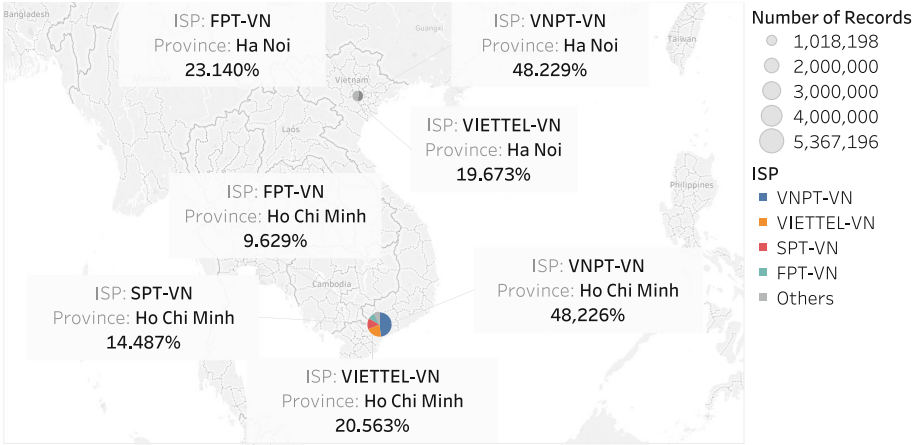 Bangladesh
ISP: FPT-VN
Province: Ha Noi
23.140%
Guangxi
ISP: VNPT-VN
Province: Ha Noi
48.229%
Taiwan
Vietnam
ISP: VIETTEL-VN
Province: Ha Noi
19.673%
Laos
ISP: FPT-VN
Province: Ho Chi Minh
9.629%
Philippines
ISP: VNPT-VN
Province: Ho Chi Minh
48,226%
Cambodia
ISP: SPT-VN
Province: Ho Chi Minh
14.487%
ISP: VIETTEL-VN
Province: Ho Chi Minh
20.563%
Number of Records
1,018,198
2,000,000
3,000,000
4,000,000
5,367,196
ISP
VNPT-VN
VIETTEL-VN
SPT-VN
FPT-VN
Others